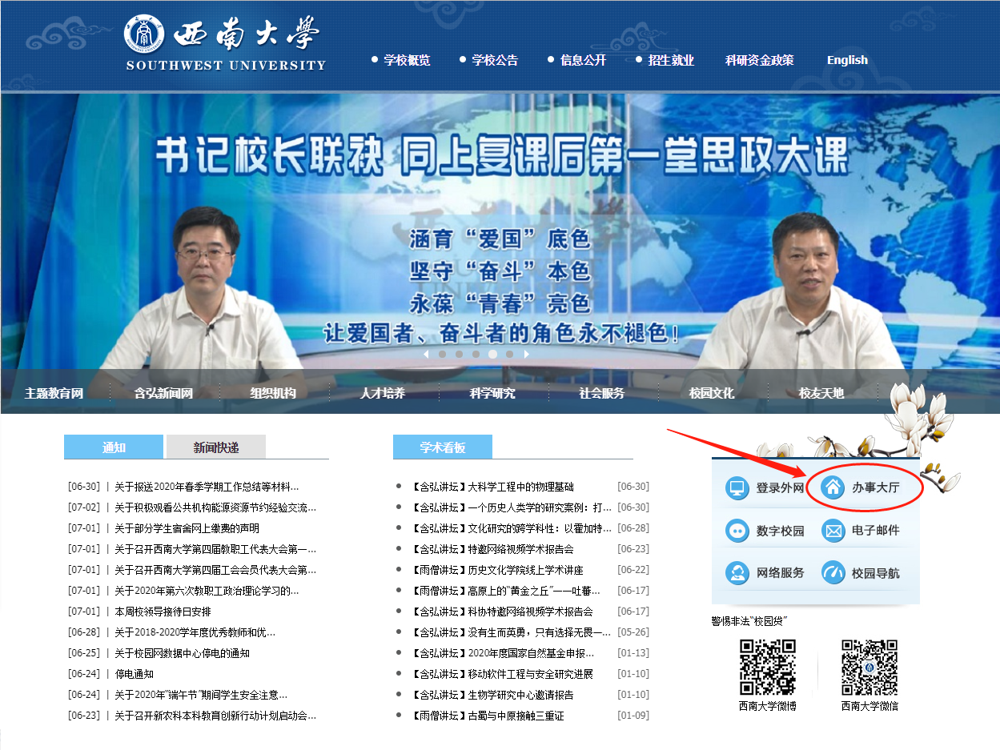 西南大學
SOUTHWEST UNIVERSITY
学校概览
学校公告
信息公开
招生就业
科研资金政策
English
书记校长联袂 同上复课后第一堂思政大课
涵育“爱国”底色
坚守“奋斗”本色
永葆“青春”亮色
让爱国者、奋斗者的角色永不褪色！
主题教育网
含弘新闻网
组织机构
人才培养
科学研究
社会服务
校园文化
校友天地
通知
新闻快递
[06-30] | 关于报送2020年春季学期工作总结等材料...
[07-02] | 关于积极观看公共机构能源资源节约经验交流...
[07-01] | 关于部分学生宿舍网上缴费的声明
[07-01] | 关于召开西南大学第四届教职工代表大会第一...
[07-01] | 关于召开西南大学第四届工会会员代表大会第...
[07-01] | 关于2020年第六次教职工政治理论学习的...
[07-01] | 本周校领导接待日安排
[06-28] | 关于2018-2020学年度优秀教师和优...
[06-25] | 关于校园网数据中心停电的通知
[06-24] | 停电通知
[06-24] | 关于2020年“端午节”期间学生安全注意...
[06-23] | 关于召开新农科本科教育创新行动计划启动会...
学术看板
【含弘讲坛】大科学工程中的物理基础 [06-30]
【含弘讲坛】一个历史人类学的研究案例：打... [06-30]
【含弘讲坛】文化研究的跨学科性：以霍加特... [06-28]
【含弘讲坛】特邀网络视频学术报告会 [06-23]
【雨僧讲坛】历史文化学院线上学术讲座 [06-22]
【雨僧讲坛】高原上的“黄金之丘”——吐蕃... [06-17]
【含弘讲坛】科协特邀网络视频学术报告会 [06-17]
【含弘讲坛】没有生而英勇，只有选择无畏—... [05-26]
【含弘讲坛】2020年度国家自然基金申报... [01-13]
【含弘讲坛】移动软件工程与安全研究进展 [01-10]
【含弘讲坛】生物学研究中心邀请报告 [01-10]
【雨僧讲坛】古蜀与中原接触三重证 [01-09]
登录外网
办事大厅
数字校园
电子邮件
网络服务
校园导航
警惕非法“校园贷”
西南大学微博
西南大学微信